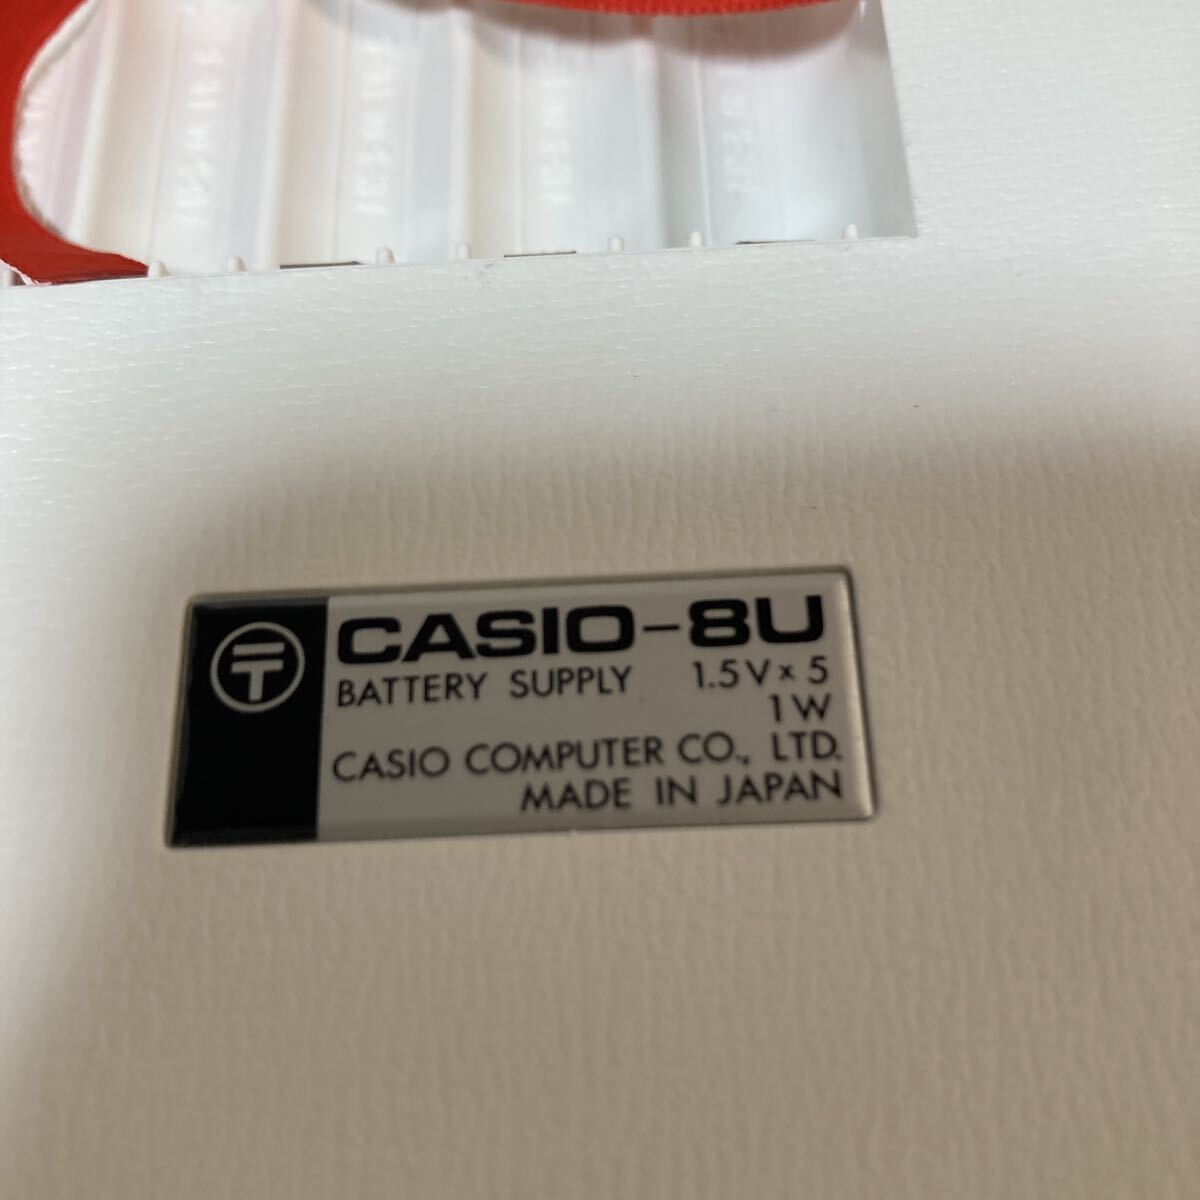 CASIO-8U
BATTERY SUPPLY 1.5V×5
1W
CASIO COMPUTER CO., LTD.
MADE IN JAPAN